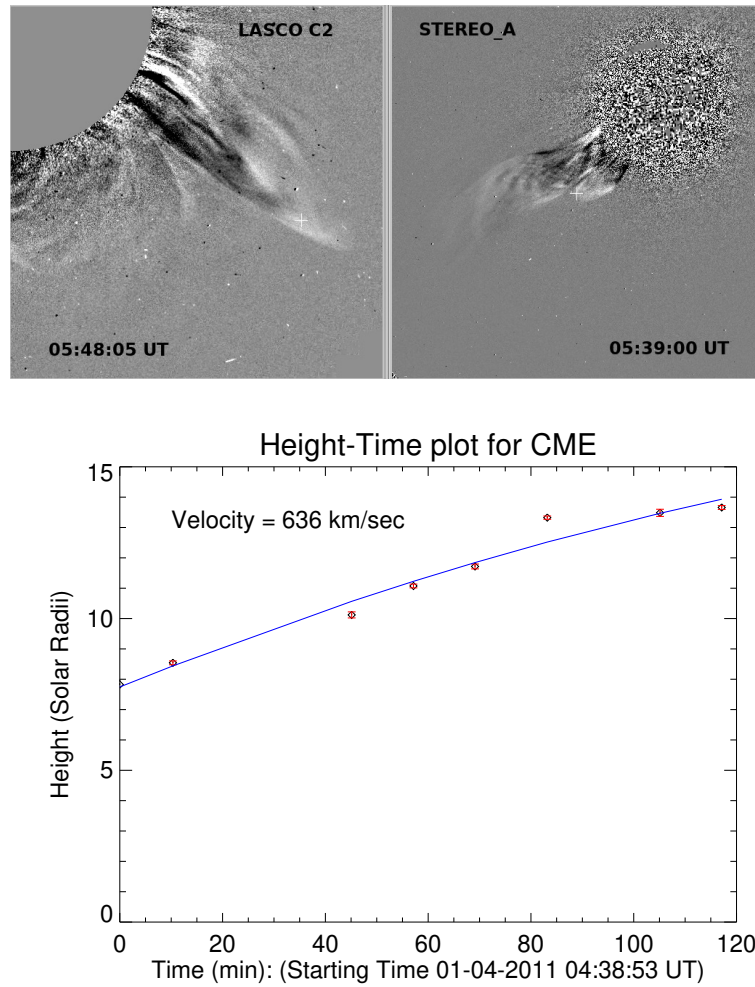 LASCO C2
STEREO_A
05:48:05 UT
05:39:00 UT
Height-Time plot for CME
Velocity = 636 km/sec
Height (Solar Radii)
15
10
5
0
0 20 40 60 80 100 120
Time (min): (Starting Time 01-04-2011 04:38:53 UT)